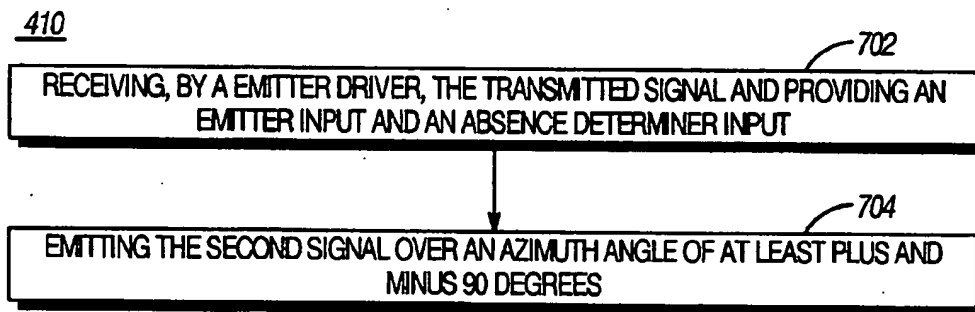 410
702
RECEIVING, BY A EMITTER DRIVER, THE TRANSMITTED SIGNAL AND PROVIDING AN
EMITTER INPUT AND AN ABSENCE DETERMINER INPUT
704
EMITTING THE SECOND SIGNAL OVER AN AZIMUTH ANGLE OF AT LEAST PLUS AND
MINUS 90 DEGREES